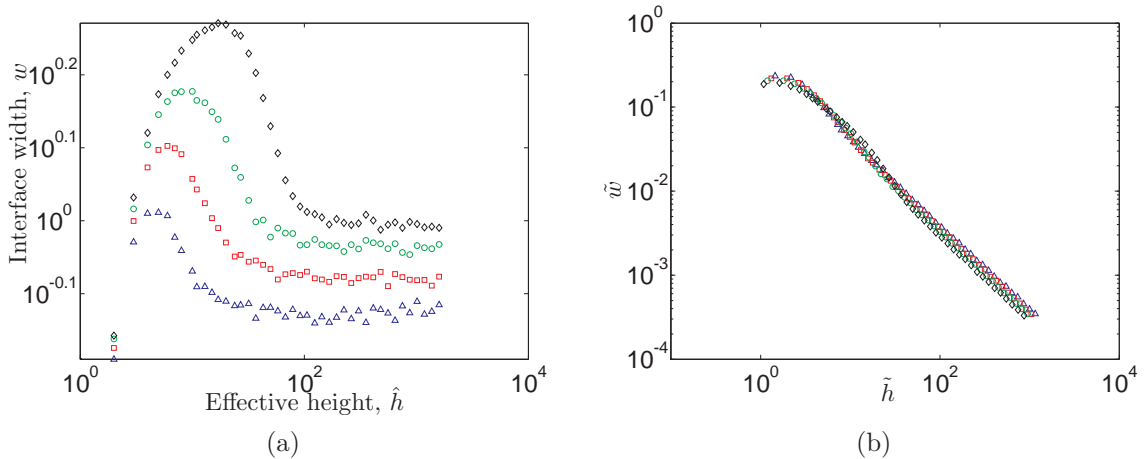 10^0.2
10^0.1
10^0
10^-0.1
Interface width, w
10^0
10^2
10^4
Effective height, ĥ
(a)
10^0
10^-1
10^-2
10^-3
10^-4
w̃
10^0
10^2
10^4
h̃
(b)